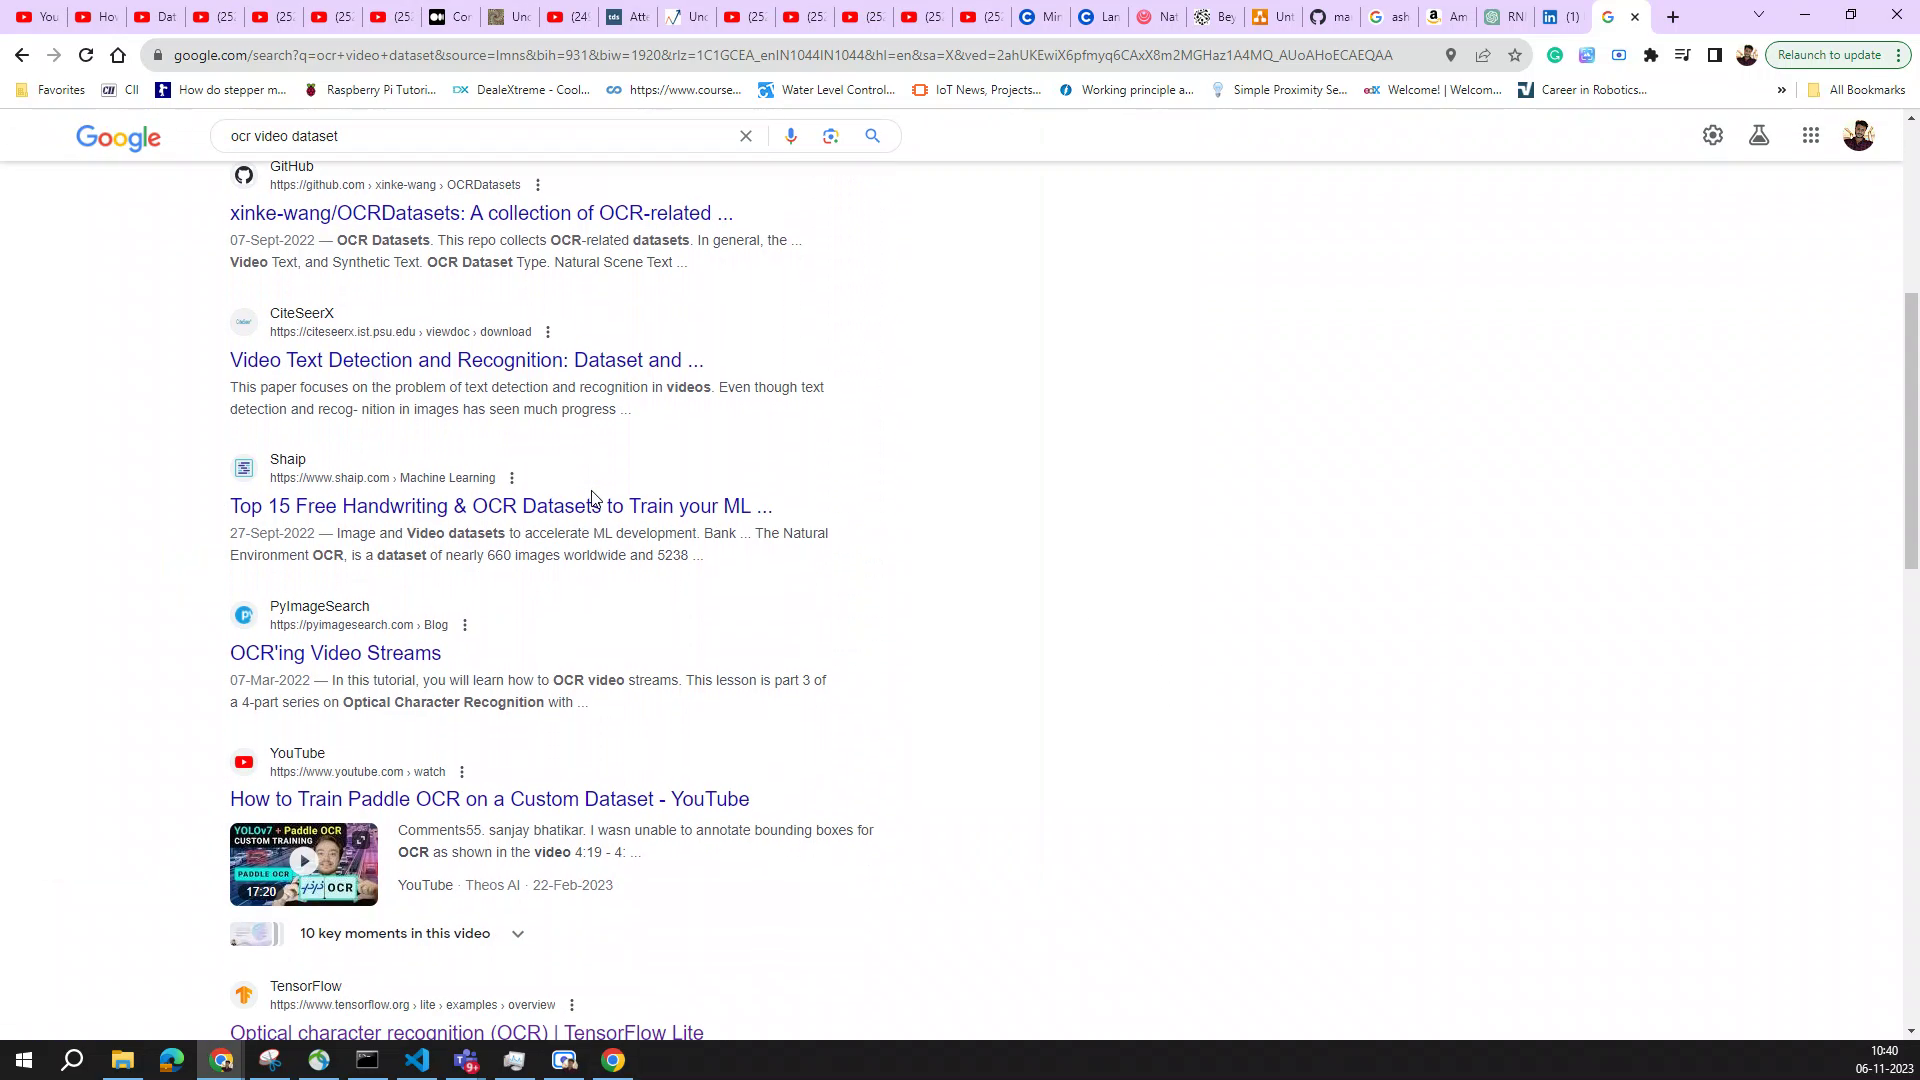 You
Hov
Dat
(252
(252
(252
(252
Cor
Unc
(249
tds
Atte
Unc
(252
(252
(252
(252
(252
Mir
Lan
Nat
Bey
Unt
ma
ash
Am
RN
(1)
google.com/search?q=ocr+video+dataset&source=lmns&bih=931&biw=1920&rlz=1C1GCEA_enIN1044IN1044&hl=en&sa=X&ved=2ahUKEwiX6pfmyq6CAxX8m2MGHaz1A4MQ_AUoAHoECAEQAA
Relaunch to update
Favorites
CII
How do stepper m...
Raspberry Pi Tutori...
DealeXtreme - Cool...
https://www.course...
Water Level Control...
IoT News, Projects...
Working principle a...
Simple Proximity Se...
Welcome! | Welcom...
Career in Robotics...
»
All Bookmarks
Google
ocr video dataset
GitHub
https://github.com › xinke-wang › OCRDatasets
xinke-wang/OCRDatasets: A collection of OCR-related ...
07-Sept-2022 — OCR Datasets. This repo collects OCR-related datasets. In general, the ...
Video Text, and Synthetic Text. OCR Dataset Type. Natural Scene Text ...
CiteSeerX
https://citeseerx.ist.psu.edu › viewdoc › download
Video Text Detection and Recognition: Dataset and ...
This paper focuses on the problem of text detection and recognition in videos. Even though text
detection and recog- nition in images has seen much progress ...
Shaip
https://www.shaip.com › Machine Learning
Top 15 Free Handwriting & OCR Datasets to Train your ML ...
27-Sept-2022 — Image and Video datasets to accelerate ML development. Bank ... The Natural
Environment OCR, is a dataset of nearly 660 images worldwide and 5238 ...
PyImageSearch
https://pyimagesearch.com › Blog
OCR'ing Video Streams
07-Mar-2022 — In this tutorial, you will learn how to OCR video streams. This lesson is part 3 of
a 4-part series on Optical Character Recognition with ...
YouTube
https://www.youtube.com › watch
How to Train Paddle OCR on a Custom Dataset - YouTube
YOLOv7 + Paddle OCR
CUSTOM TRAINING
PADDLE OCR
OCR
17:20
Comments55. sanjay bhatikar. I wasn unable to annotate bounding boxes for
OCR as shown in the video 4:19 - 4: ...
YouTube · Theos AI · 22-Feb-2023
10 key moments in this video
TensorFlow
https://www.tensorflow.org › lite › examples › overview
Optical character recognition (OCR) | TensorFlow Lite
9+
10:40
06-11-2023